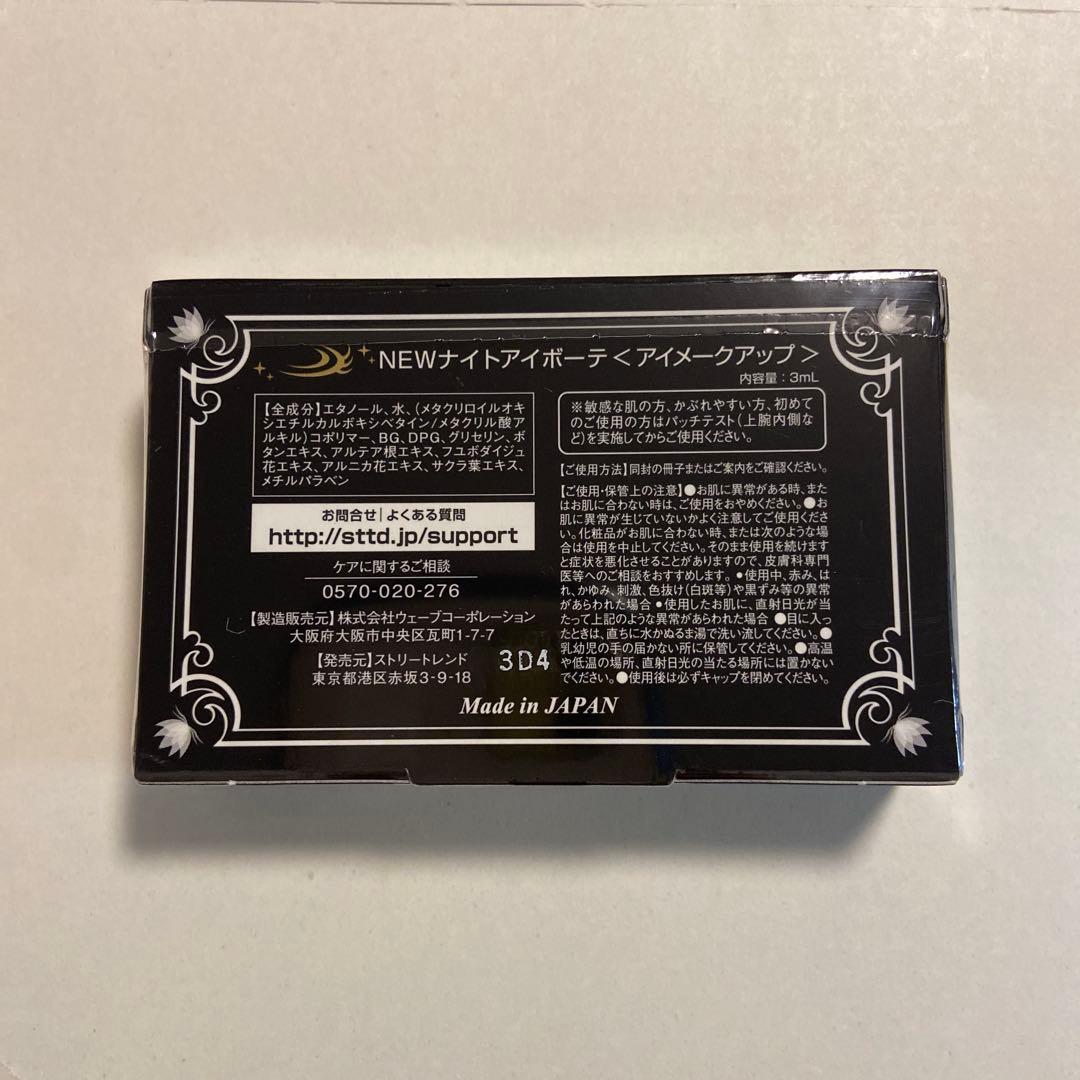 NEWナイトアイボーテ＜アイメークアップ＞
内容量：3mL
【全成分】エタノール、水、(メタクリロイルオキ
シエチルカルボキシベタイン/メタクリル酸
アルキル)コポリマー、BG、DPG、グリセリン、ボ
タンエキス、アルテア根エキス、フユボダイジュ
花エキス、アルニカ花エキス、サクラ葉エキス、
メチルパラベン
お問合せ|よくある質問
http://sttd.jp/support
ケアに関するご相談
0570-020-276
【製造販売元】株式会社ウェーブコーポレーション
大阪府大阪市中央区瓦町1-7-7
【発売元】ストリートレンド
東京都港区赤坂3-9-18
3D4
※敏感な肌の方、かぶれやすい方、初めて
のご使用の方はパッチテスト(上腕内側な
ど)を実施してからご使用ください。
【ご使用方法】同封の冊子またはご案内をご確認ください。
【ご使用・保管上の注意】●お肌に異常がある時、また
はお肌に合わない時は、ご使用をおやめください。●お
肌に異常が生じていないかよく注意してご使用くださ
い。化粧品がお肌に合わない時、または次のような場
合は使用を中止してください。そのまま使用を続けます
と症状を悪化させることがありますので、皮膚科専門
医等へのご相談をおすすめします。•使用中、赤み、は
れ、かゆみ、刺激、色抜け(白斑等)や黒ずみ等の異常
があらわれた場合 •使用したお肌に、直射日光が当
たって上記のような異常があらわれた場合 ●目に入っ
たときは、直ちに水かぬるま湯で洗い流してください。●
乳幼児の手の届かない所に保管してください。●高温
や低温の場所、直射日光の当たる場所には置かない
でください。●使用後は必ずキャップを閉めてください。
Made in JAPAN